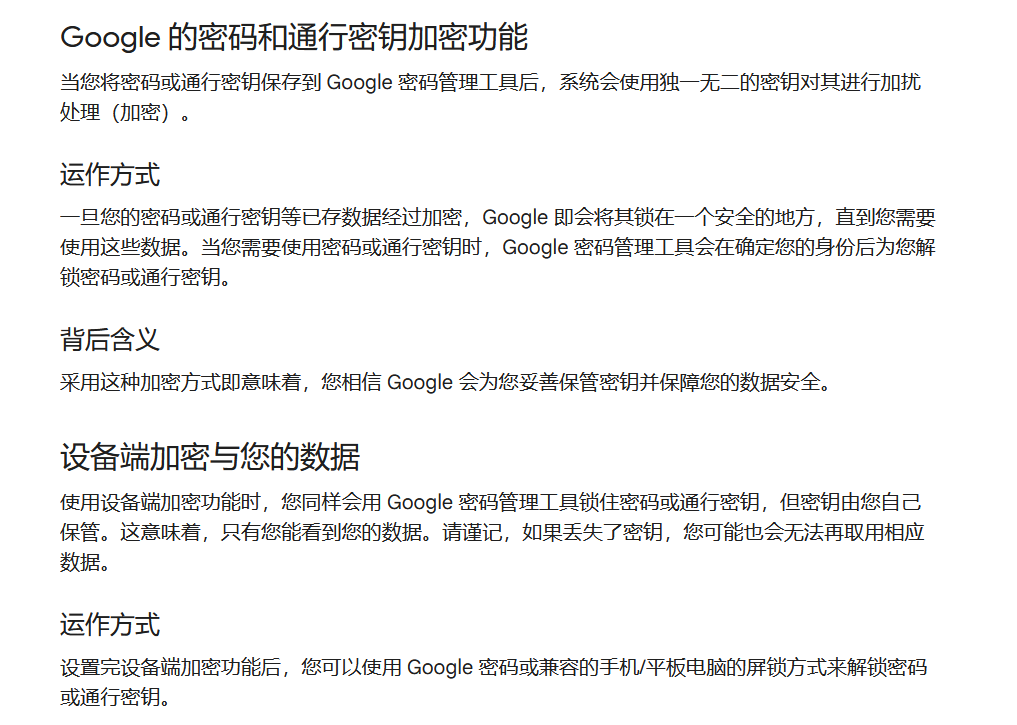 Google 的密码和通行密钥加密功能
当您将密码或通行密钥保存到 Google 密码管理工具后，系统会使用独一无二的密钥对其进行加扰
处理（加密）。
运作方式
一旦您的密码或通行密钥等已存数据经过加密，Google 即会将其锁在一个安全的地方，直到您需要
使用这些数据。当您需要使用密码或通行密钥时，Google 密码管理工具会在确定您的身份后为您解
锁密码或通行密钥。
背后含义
采用这种加密方式即意味着，您相信 Google 会为您妥善保管密钥并保障您的数据安全。
设备端加密与您的数据
使用设备端加密功能时，您同样会用 Google 密码管理工具锁住密码或通行密钥，但密钥由您自己
保管。这意味着，只有您能看到您的数据。请谨记，如果丢失了密钥，您可能也会无法再取用相应
数据。
运作方式
设置完设备端加密功能后，您可以使用 Google 密码或兼容的手机/平板电脑的屏锁方式来解锁密码
或通行密钥。